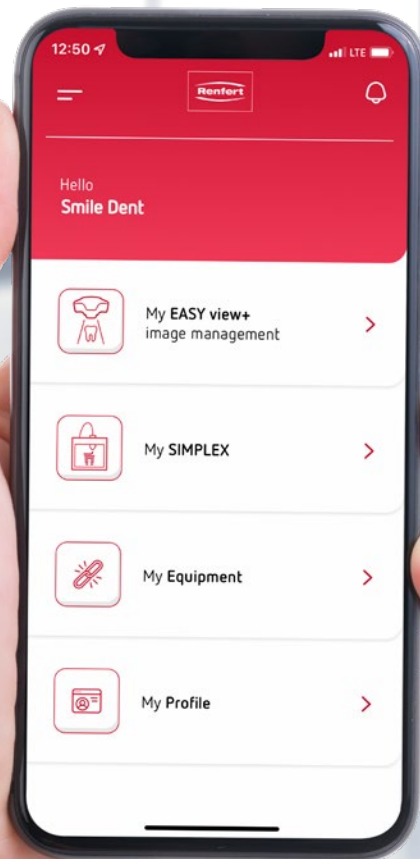 12:50
LTE
Renfert
Hello
Smile Dent
My EASY view+
image management
My SIMPLEX
My Equipment
My Profile